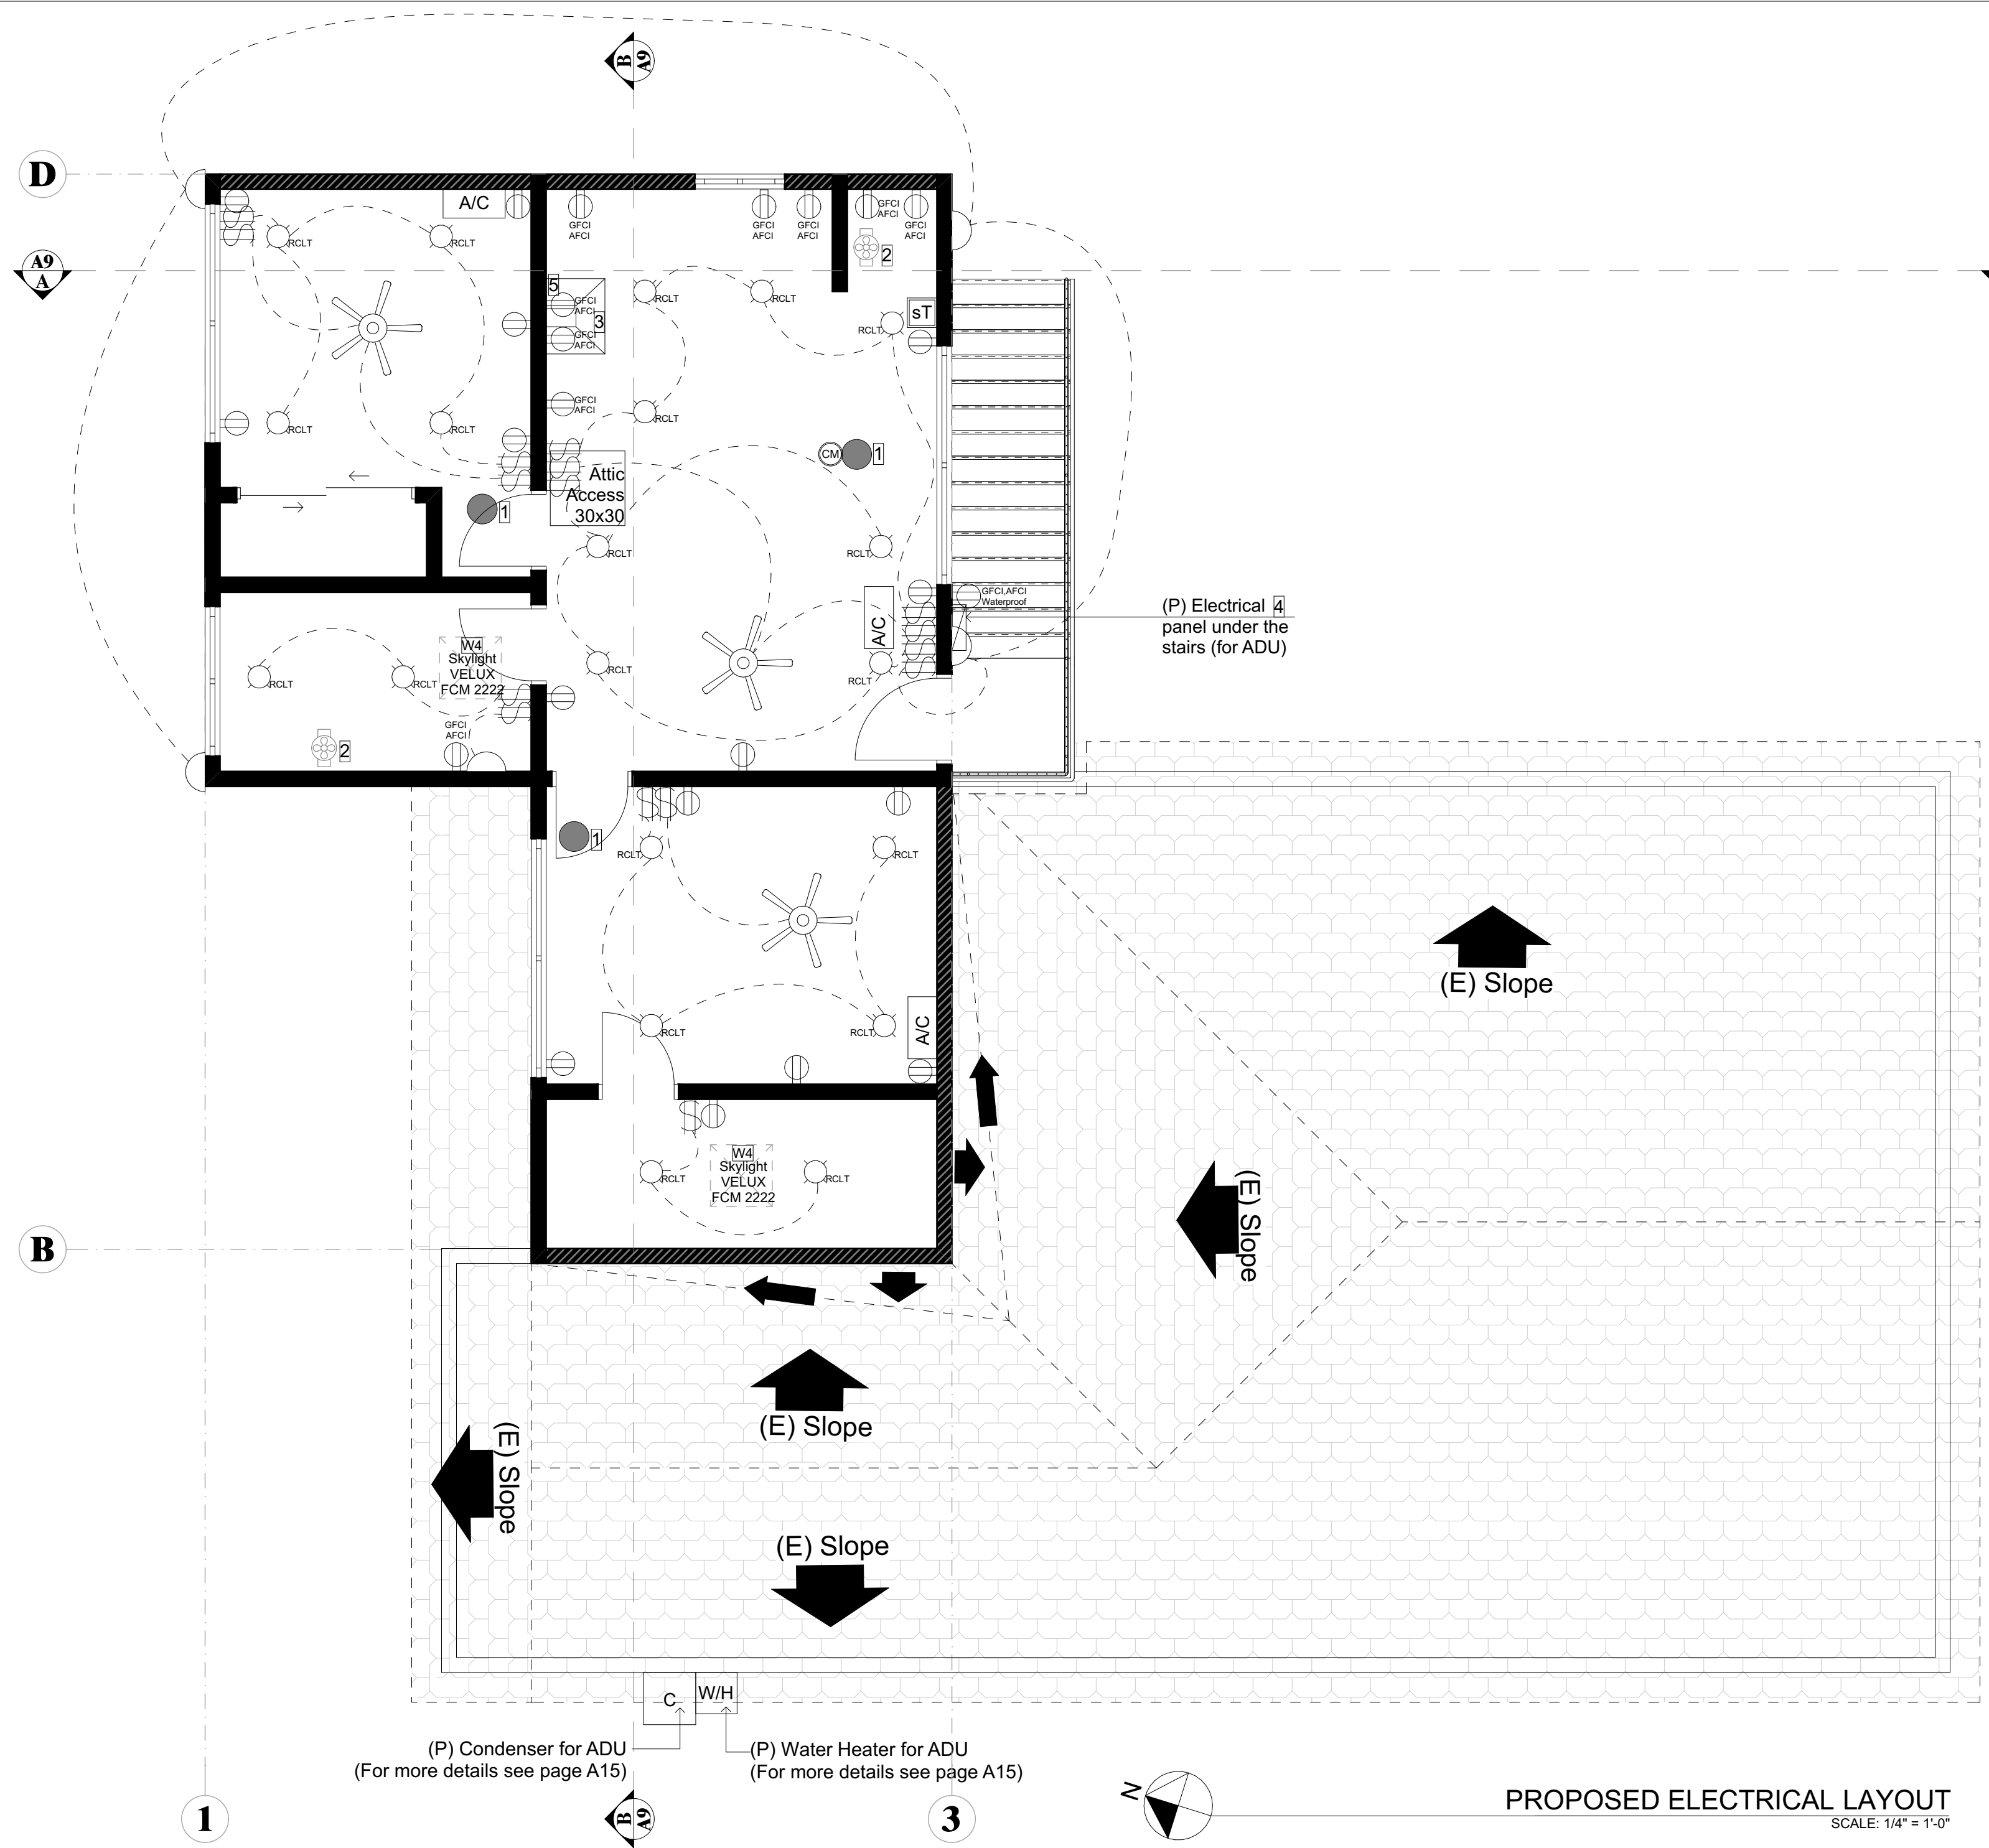 B
A9
D
A/C
GFCI
AFCI
GFCI
AFCI
GFCI
AFCI
GFCI
AFCI
GFCI
AFCI
RCLT
RCLT
2
A9
A
5
GFCI
AFCI
3
GFCI
AFCI
RCLT
RCLT
sT
RCLT
GFCI
AFCI
RCLT
RCLT
RCLT
CM
1
Attic
Access
30x30
1
RCLT
RCLT
A/C
GFCI,AFCI
Waterproof
(P) Electrical 4
panel under the
stairs (for ADU)
W4
Skylight
VELUX
FCM 2222
RCLT
RCLT
RCLT
RCLT
GFCI
AFCI
2
1
RCLT
RCLT
(E) Slope
RCLT
RCLT
A/C
W4
Skylight
VELUX
FCM 2222
RCLT
RCLT
(E) Slope
B
(E) Slope
(E) Slope
(E) Slope
C
W/H
(P) Condenser for ADU
(For more details see page A15)
(P) Water Heater for ADU
(For more details see page A15)
N
1
B
A9
3
PROPOSED ELECTRICAL LAYOUT
SCALE: 1/4" = 1'-0"